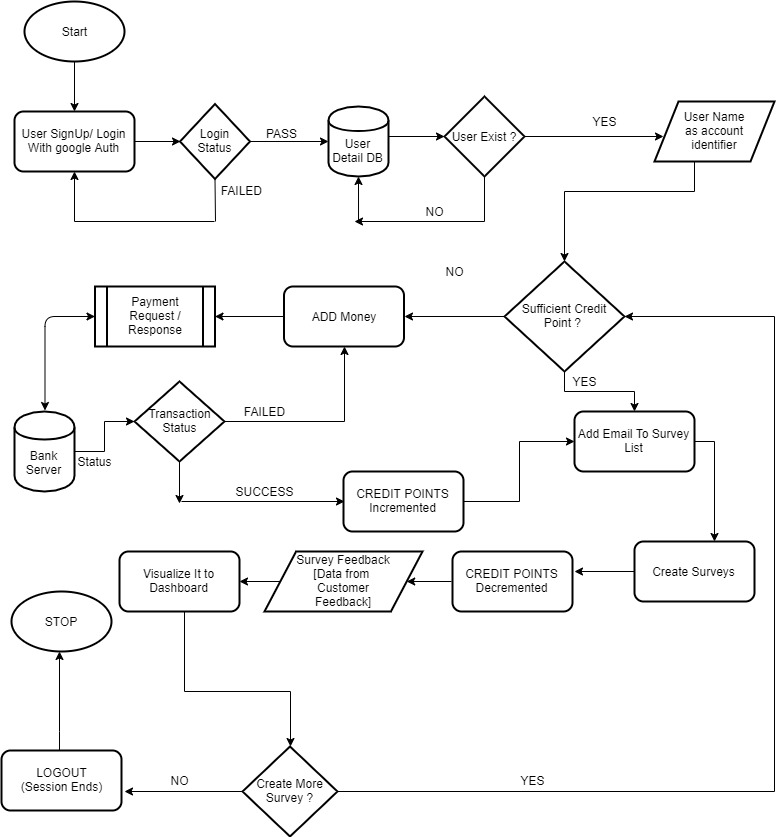 Start
User SignUp/ Login
With google Auth
Login
Status
PASS
FAILED
User
Detail DB
User Exist ?
YES
NO
User Name
as account
identifier
Sufficient Credit
Point ?
NO
YES
ADD Money
Payment
Request /
Response
Bank
Server
Status
Transaction
Status
FAILED
SUCCESS
CREDIT POINTS
Incremented
Add Email To Survey
List
Create Surveys
CREDIT POINTS
Decremented
Survey Feedback
[Data from
Customer
Feedback]
Visualize It to
Dashboard
Create More
Survey ?
YES
NO
LOGOUT
(Session Ends)
STOP